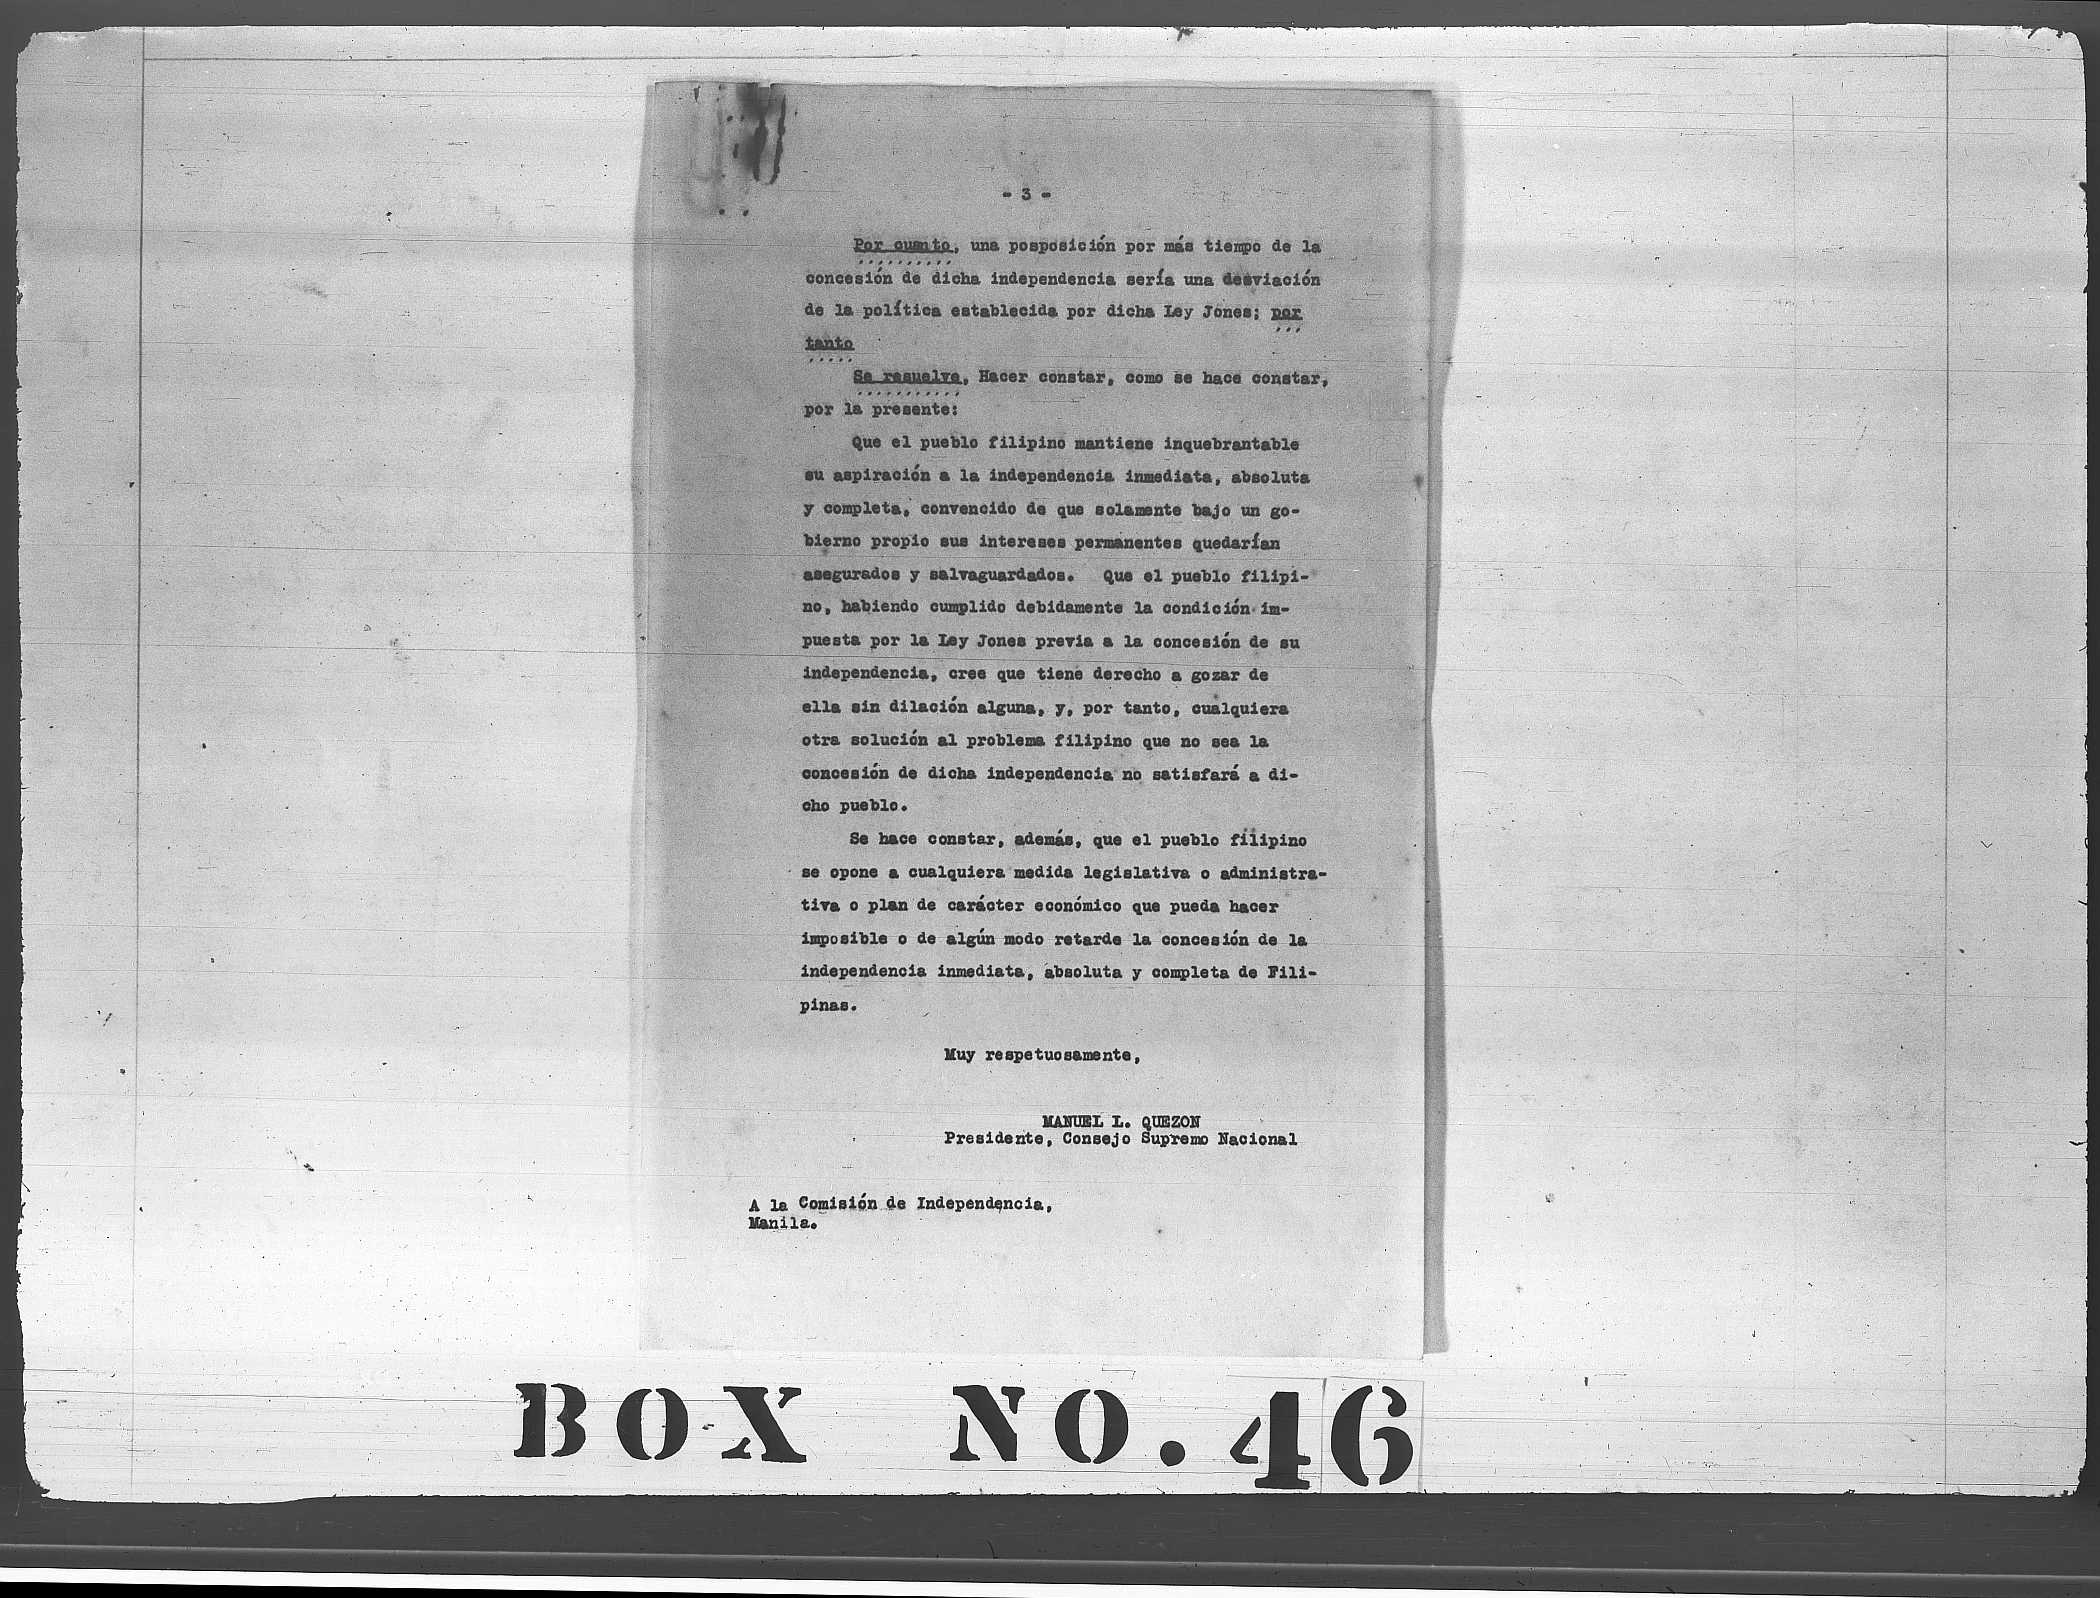 - 3 -
Por cuanto, una posposición por más tiempo de la
concesión de dicha independencia sería una desviación
de la política establecida por dicha Ley Jones; por
tanto
Se resuelve, Hacer constar, como se hace constar,
por la presente:
Que el pueblo filipino mantiene inquebrantable
su aspiración a la independencia inmediata, absoluta
y completa, convencido de que solamente bajo un go-
bierno propio sus intereses permanentes quedarían
asegurados y salvaguardados. Que el pueblo filipi-
no, habiendo cumplido debidamente la condición im-
puesta por la Ley Jones previa a la concesión de su
independencia, cree que tiene derecho a gozar de
ella sin dilación alguna, y, por tanto, cualquiera
otra solución al problema filipino que no sea la
concesión de dicha independencia no satisfará a di-
cho pueblo.
Se hace constar, además, que el pueblo filipino
se opone a cualquiera medida legislativa o administra-
tiva o plan de carácter económico que pueda hacer
imposible o de algún modo retarde la concesión de la
independencia inmediata, absoluta y completa de Fili-
pinas.
Muy respetuosamente,
MANUEL L. QUEZON
Presidente, Consejo Supremo Nacional
A la Comisión de Independencia,
Manila.
BOX NO. 46